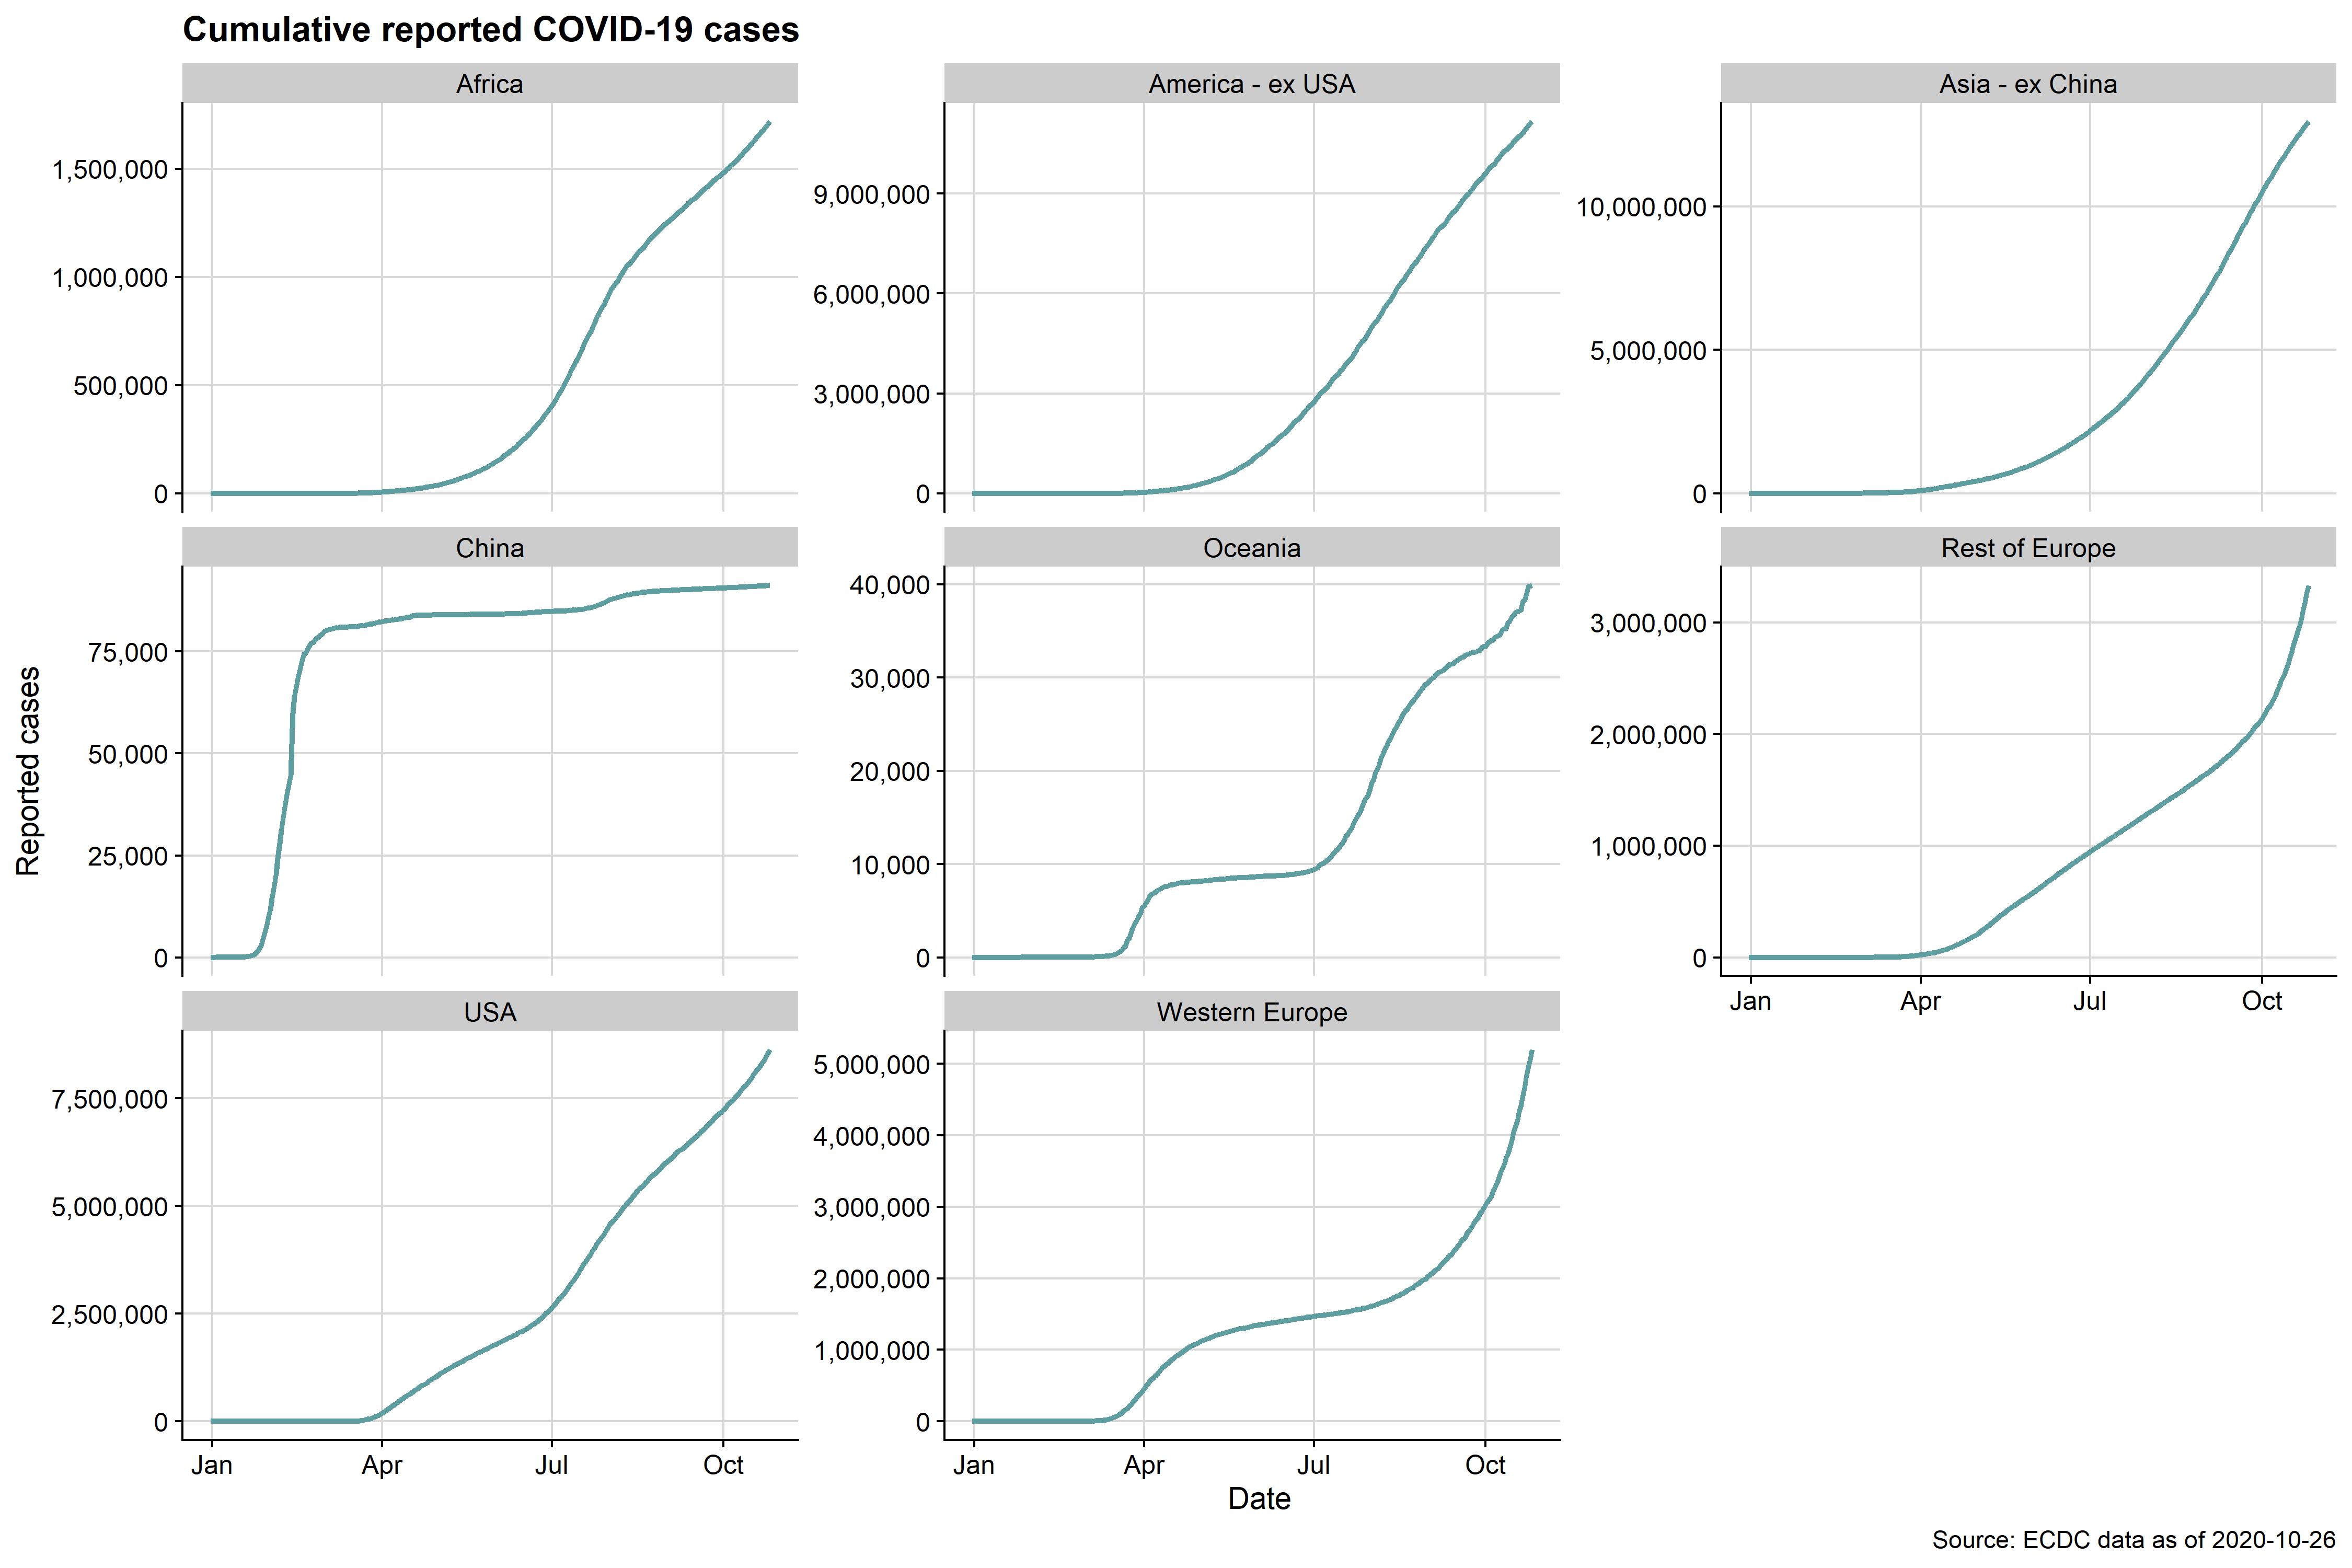 Cumulative reported COVID-19 cases
Africa
1,500,000
1,000,000
500,000
0
America - ex USA
9,000,000
6,000,000
3,000,000
0
Asia - ex China
10,000,000
5,000,000
0
China
75,000
50,000
25,000
0
Oceania
40,000
30,000
20,000
10,000
0
Rest of Europe
3,000,000
2,000,000
1,000,000
0
Jan Apr Jul Oct
USA
7,500,000
5,000,000
2,500,000
0
Jan Apr Jul Oct
Western Europe
5,000,000
4,000,000
3,000,000
2,000,000
1,000,000
0
Jan Apr Jul Oct
Reported cases
Date
Source: ECDC data as of 2020-10-26